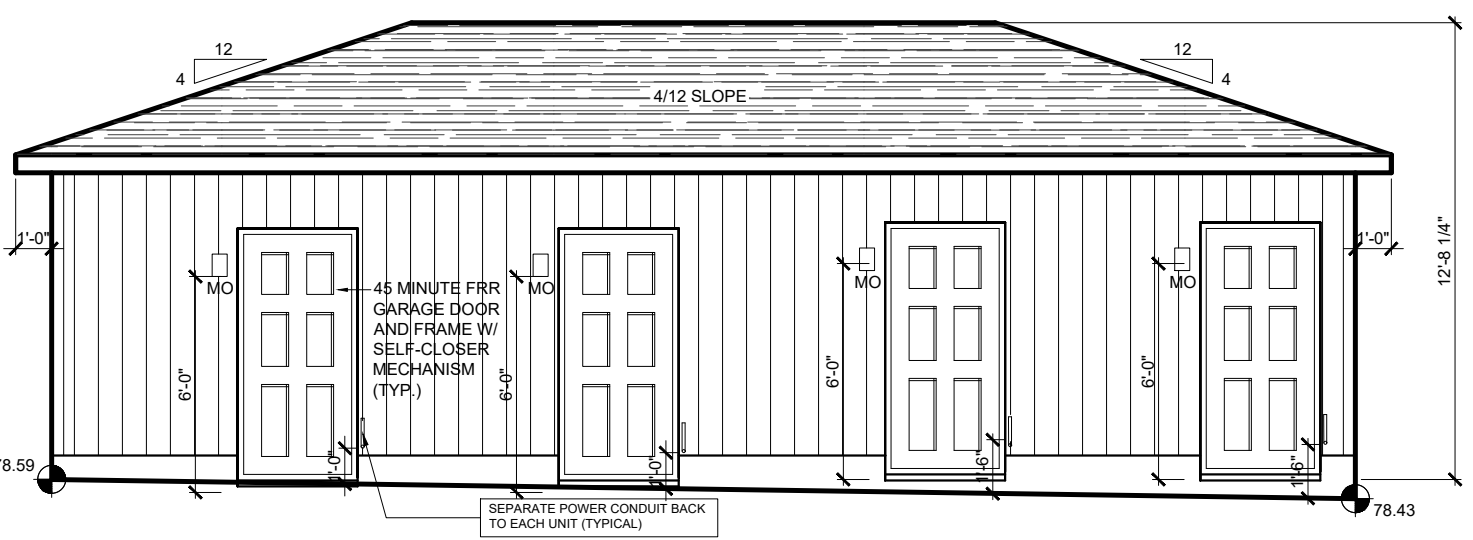 12
4
12
4
4/12 SLOPE
1'-0"
1'-0"
12'-8 1/4"
MO
MO
MO
MO
45 MINUTE FRR
GARAGE DOOR
AND FRAME W/
SELF-CLOSER
MECHANISM
(TYP.)
6'-0"
6'-0"
6'-0"
6'-0"
1'-0"
1'-0"
1'-6"
1'-6"
78.59
SEPARATE POWER CONDUIT BACK
TO EACH UNIT (TYPICAL)
78.43